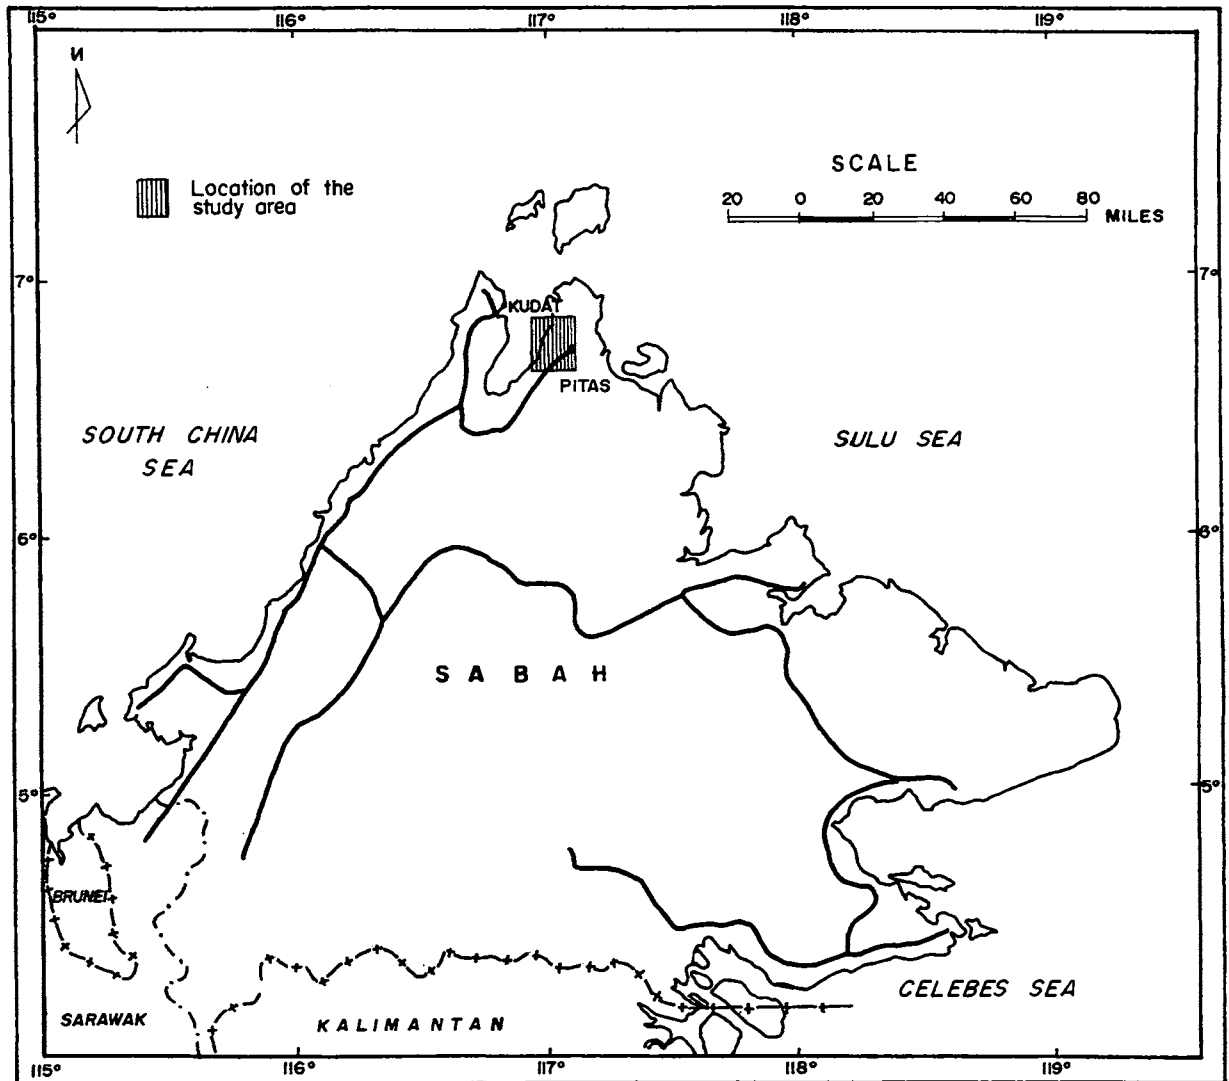 115° 116° 117° 118° 119°
N
SCALE
Location of the
study area
20 0 20 40 60 80 MILES
7° 7°
KUDAT
PITAS
SOUTH CHINA
SEA
SULU SEA
6° 6°
SABAH
5° 5°
BRUNEI
CELEBES SEA
SARAWAK
KALIMANTAN
115° 116° 117° 118° 119°